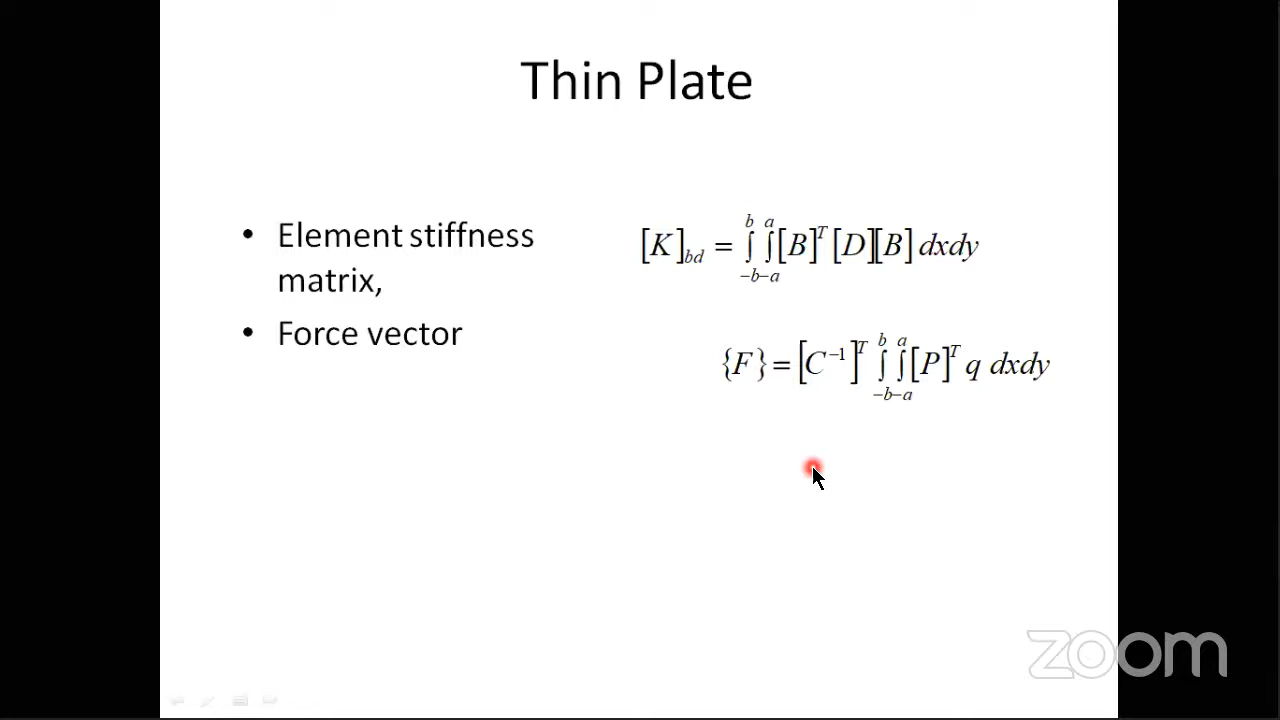 Thin Plate
• Element stiffness
matrix,
[K]_{bd} = ∫_{-b}^{b} ∫_{-a}^{a} [B]^T [D][B] dxdy
• Force vector
{F} = [C^{-1}]^T ∫_{-b}^{b} ∫_{-a}^{a} [P]^T q dxdy
zoom